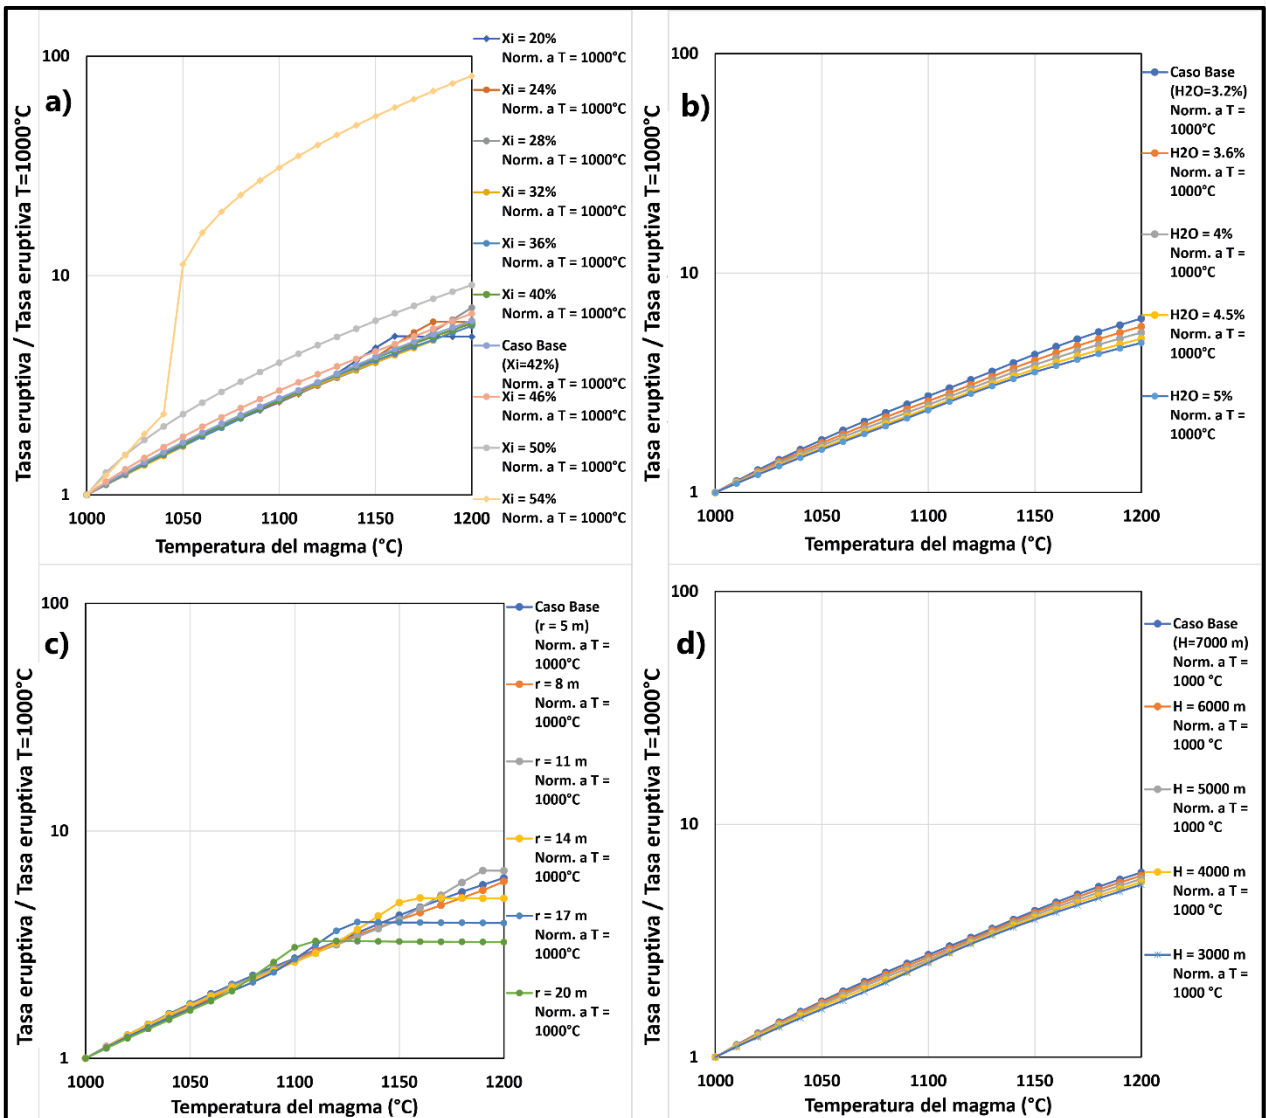 a)
Tasa eruptiva / Tasa eruptiva T=1000°C
100
10
1
1000
1050
1100
1150
1200
Temperatura del magma (°C)
Xi = 20%
Norm. a T = 1000°C
Xi = 24%
Norm. a T = 1000°C
Xi = 28%
Norm. a T = 1000°C
Xi = 32%
Norm. a T = 1000°C
Xi = 36%
Norm. a T = 1000°C
Xi = 40%
Norm. a T = 1000°C
Caso Base
(Xi=42%)
Norm. a T = 1000°C
Xi = 46%
Norm. a T = 1000°C
Xi = 50%
Norm. a T = 1000°C
Xi = 54%
Norm. a T = 1000°C
b)
Tasa eruptiva / Tasa eruptiva T=1000°C
100
10
1
1000
1050
1100
1150
1200
Temperatura del magma (°C)
Caso Base
(H2O=3.2%)
Norm. a T =
1000°C
H2O = 3.6%
Norm. a T =
1000°C
H2O = 4%
Norm. a T =
1000°C
H2O = 4.5%
Norm. a T =
1000°C
H2O = 5%
Norm. a T =
1000°C
c)
Tasa eruptiva / Tasa eruptiva T=1000°C
100
10
1
1000
1050
1100
1150
1200
Temperatura del magma (°C)
Caso Base
(r = 5 m)
Norm. a T =
1000°C
r = 8 m
Norm. a T =
1000°C
r = 11 m
Norm. a T =
1000°C
r = 14 m
Norm. a T =
1000°C
r = 17 m
Norm. a T =
1000°C
r = 20 m
Norm. a T =
1000°C
d)
Tasa eruptiva / Tasa eruptiva T=1000°C
100
10
1
1000
1050
1100
1150
1200
Temperatura del magma (°C)
Caso Base
(H=7000 m)
Norm. a T =
1000 °C
H = 6000 m
Norm. a T =
1000 °C
H = 5000 m
Norm. a T =
1000 °C
H = 4000 m
Norm. a T =
1000 °C
H = 3000 m
Norm. a T =
1000 °C